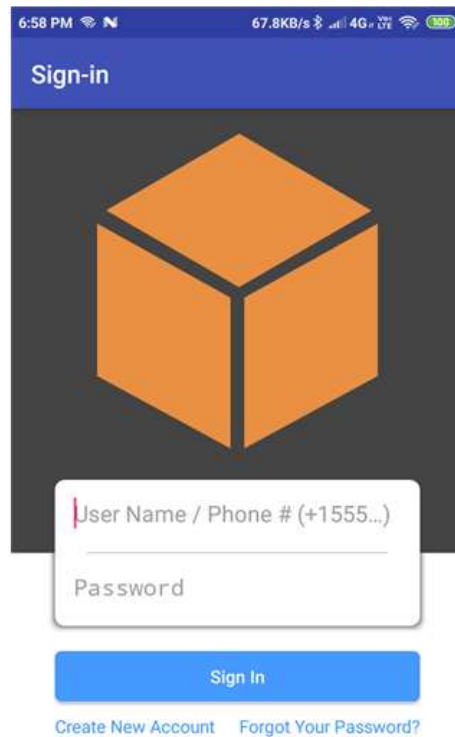 6:58 PM N 67.8KB/s 4G VoLTE 100
Sign-in
User Name / Phone # (+1555...)
Password
Sign In
Create New Account Forgot Your Password?